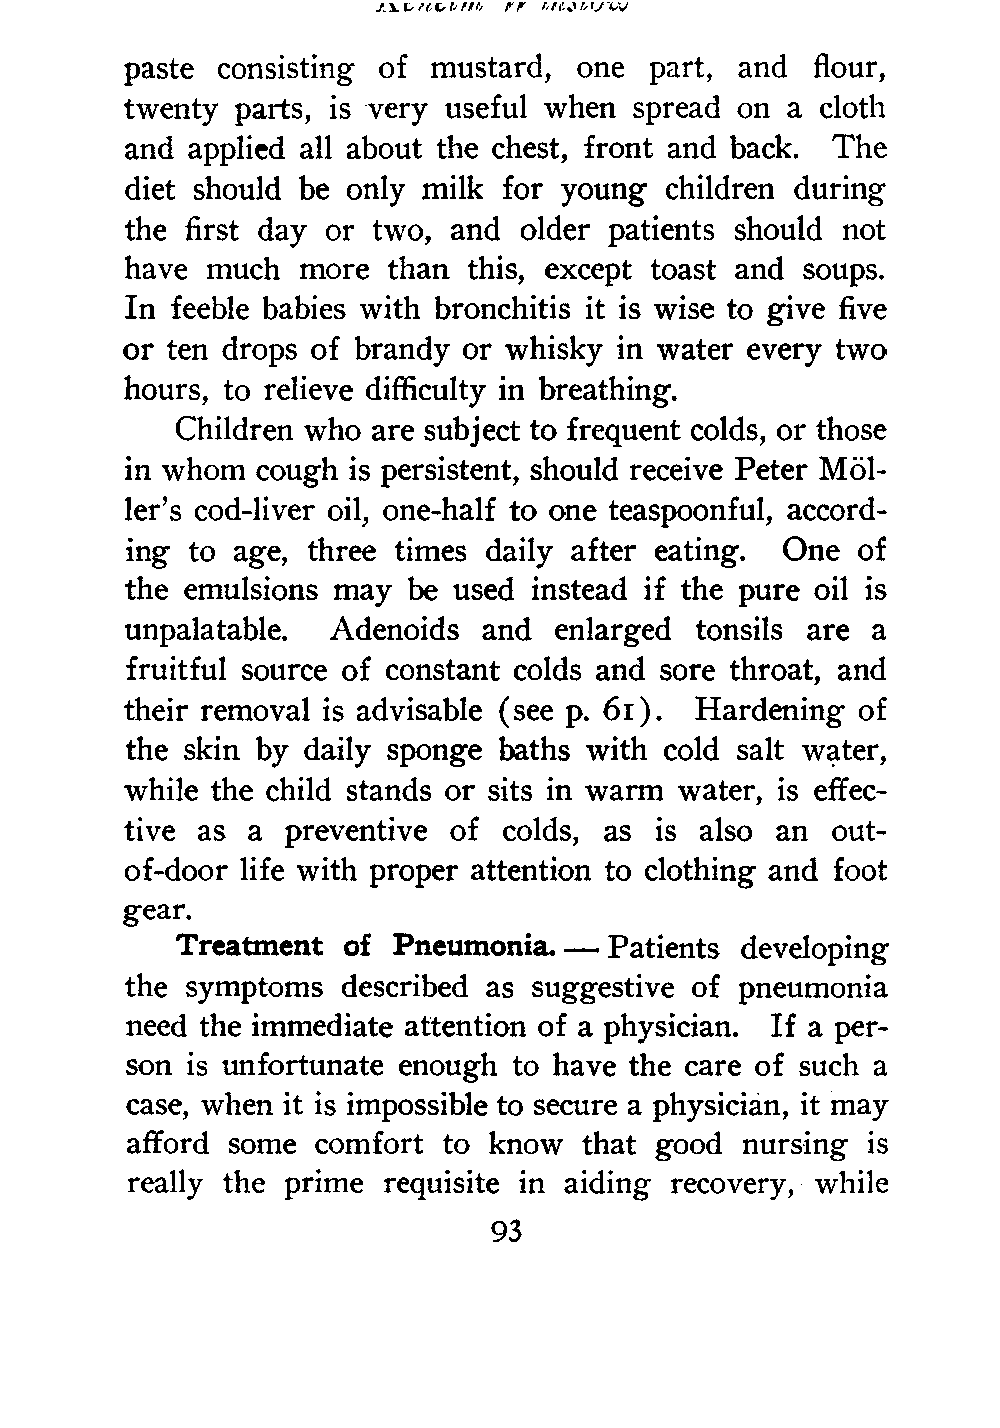 paste consisting of mustard, one part, and flour,
twenty parts, is very useful when spread on a cloth
and applied all about the chest, front and back. The
diet should be only milk for young children during
the first day or two, and older patients should not
have much more than this, except toast and soups.
In feeble babies with bronchitis it is wise to give five
or ten drops of brandy or whisky in water every two
hours, to relieve difficulty in breathing.
Children who are subject to frequent colds, or those
in whom cough is persistent, should receive Peter Möl-
ler's cod-liver oil, one-half to one teaspoonful, accord-
ing to age, three times daily after eating. One of
the emulsions may be used instead if the pure oil is
unpalatable. Adenoids and enlarged tonsils are a
fruitful source of constant colds and sore throat, and
their removal is advisable (see p. 61). Hardening of
the skin by daily sponge baths with cold salt water,
while the child stands or sits in warm water, is effec-
tive as a preventive of colds, as is also an out-
of-door life with proper attention to clothing and foot
gear.
Treatment of Pneumonia. — Patients developing
the symptoms described as suggestive of pneumonia
need the immediate attention of a physician. If a per-
son is unfortunate enough to have the care of such a
case, when it is impossible to secure a physician, it may
afford some comfort to know that good nursing is
really the prime requisite in aiding recovery, while
93